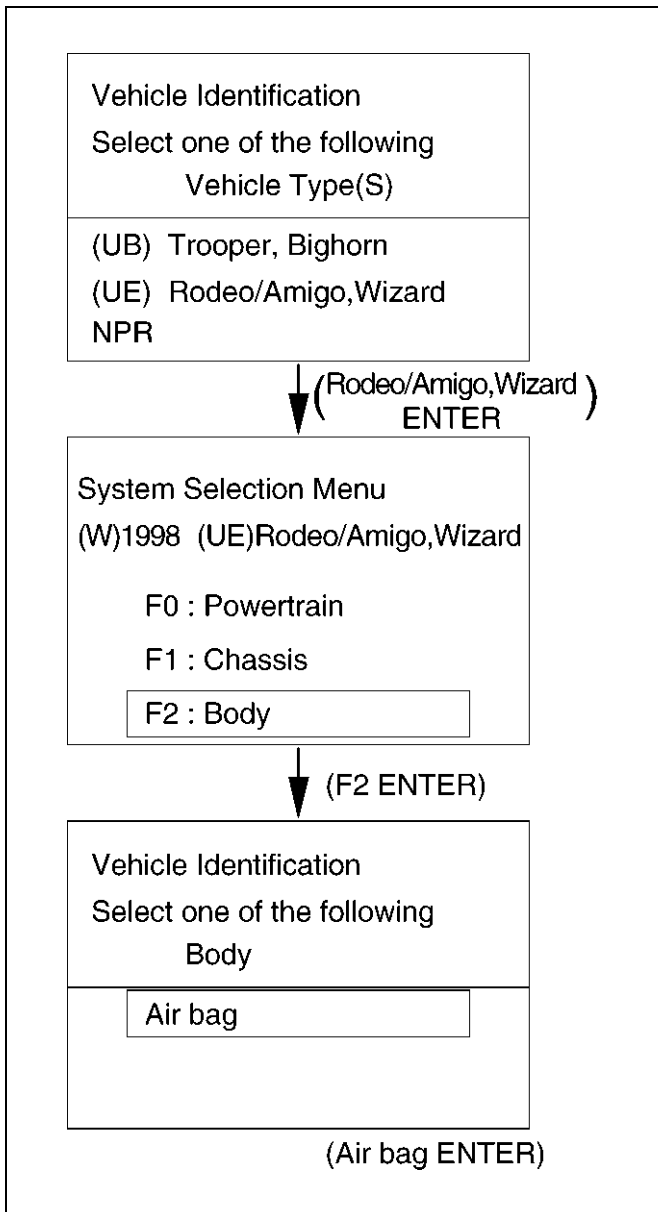 Vehicle Identification
Select one of the following
Vehicle Type(S)
(UB) Trooper, Bighorn
(UE) Rodeo/Amigo,Wizard
NPR
(Rodeo/Amigo,Wizard
ENTER)
System Selection Menu
(W)1998 (UE)Rodeo/Amigo,Wizard
F0 : Powertrain
F1 : Chassis
F2 : Body
(F2 ENTER)
Vehicle Identification
Select one of the following
Body
Air bag
(Air bag ENTER)